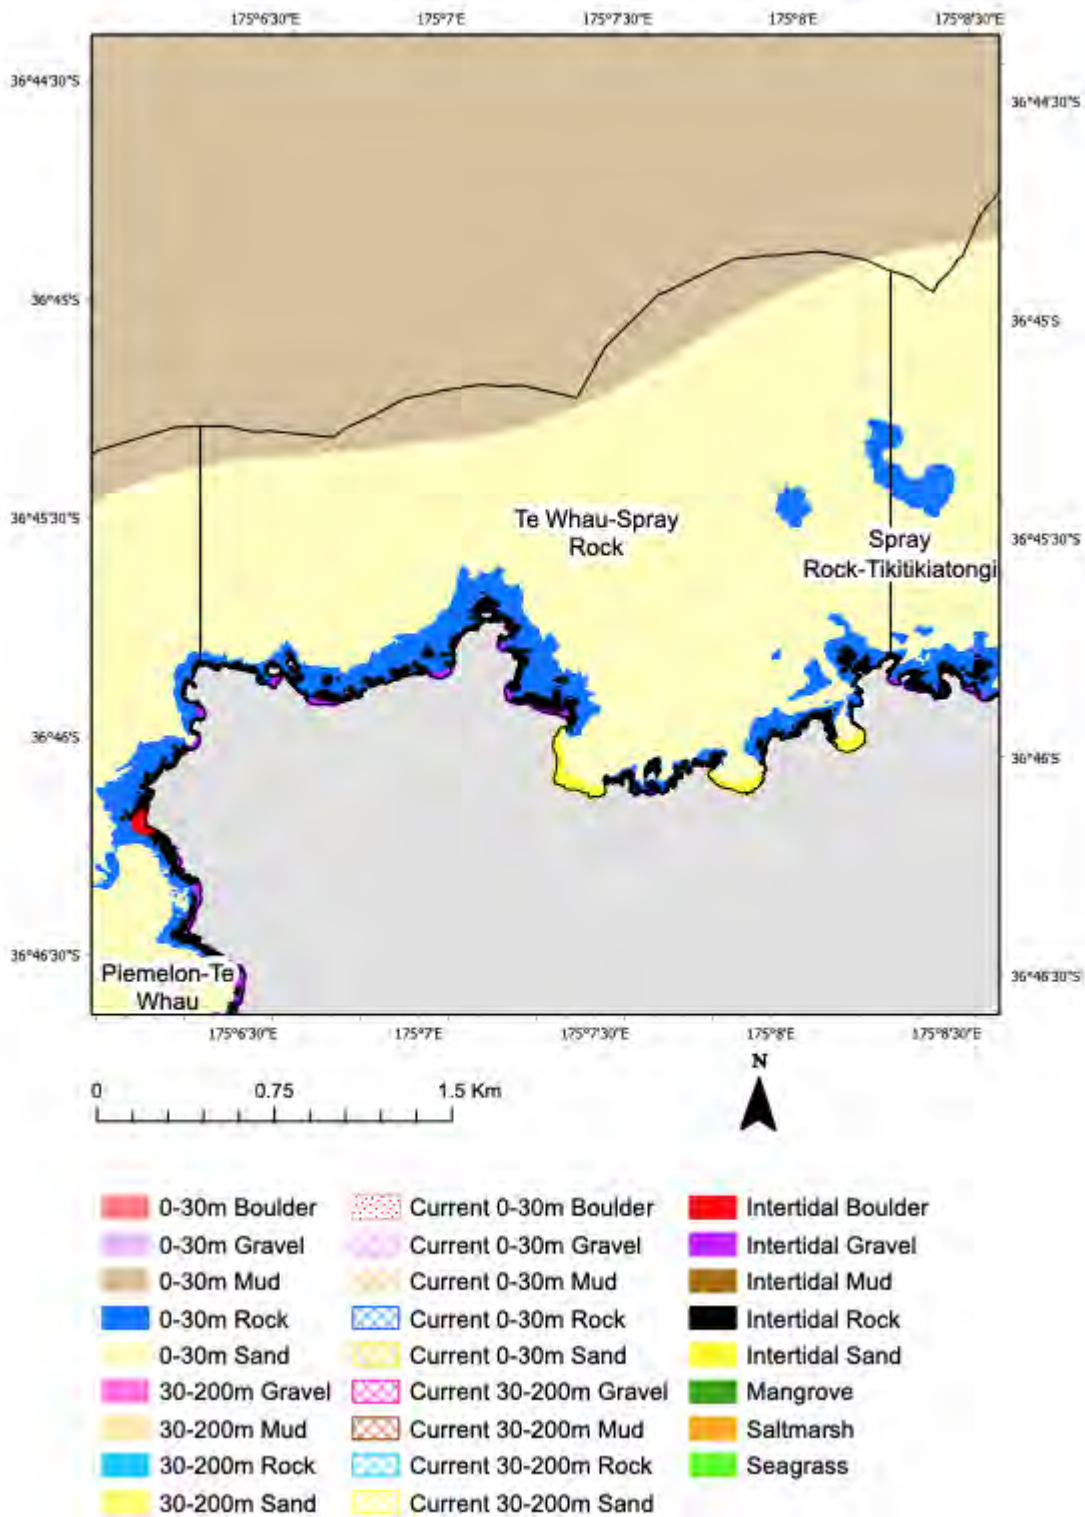 175°6'30"E 175°7'E 175°7'30"E 175°8'E 175°8'30"E
36°44'30"S
36°44'30"S
36°45'S
36°45'S
36°45'30"S
36°45'30"S
Te Whau-Spray
Rock
Spray
Rock-Tikitikiatongi
36°46'S
36°46'S
36°46'30"S
36°46'30"S
Piemelon-Te
Whau
175°6'30"E 175°7'E 175°7'30"E 175°8'E 175°8'30"E
N
0 0.75 1.5 Km
0-30m Boulder
0-30m Gravel
0-30m Mud
0-30m Rock
0-30m Sand
30-200m Gravel
30-200m Mud
30-200m Rock
30-200m Sand
Current 0-30m Boulder
Current 0-30m Gravel
Current 0-30m Mud
Current 0-30m Rock
Current 0-30m Sand
Current 30-200m Gravel
Current 30-200m Mud
Current 30-200m Rock
Current 30-200m Sand
Intertidal Boulder
Intertidal Gravel
Intertidal Mud
Intertidal Rock
Intertidal Sand
Mangrove
Saltmarsh
Seagrass